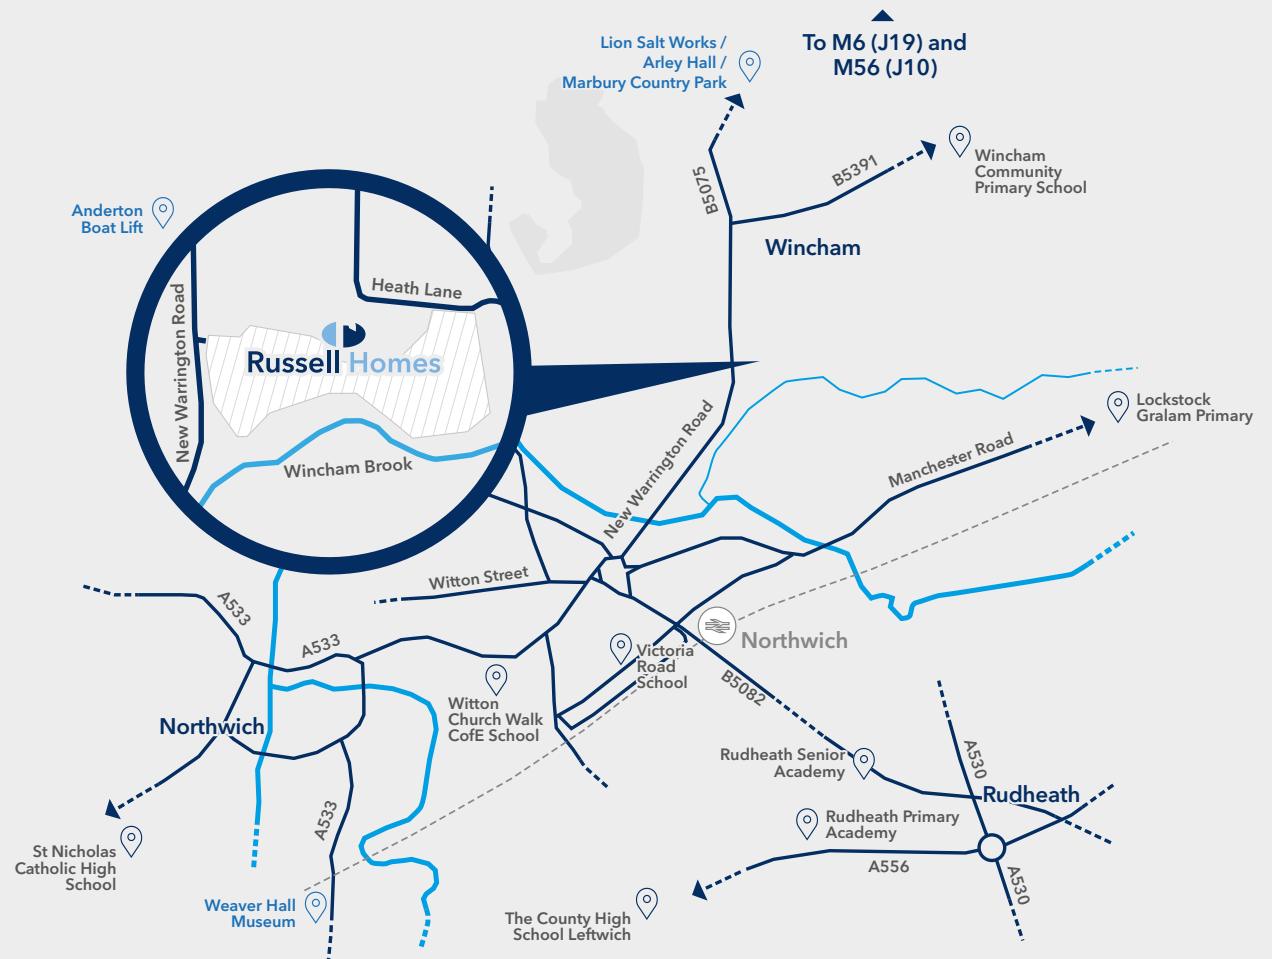 Lion Salt Works /
Arley Hall /
Marbury Country Park
To M6 (J19) and
M56 (J10)
B5075
B5391
Wincham
Community
Primary School
Anderton
Boat Lift
Wincham
Heath Lane
New Warrington Road
Russell Homes
Wincham Brook
New Warrington Road
Lockstock
Gralam Primary
Manchester Road
Witton Street
A533
A533
Northwich
Victoria
Road
School
B5082
Witton
Church Walk
CofE School
Northwich
Rudheath Senior
Academy
A530
Rudheath
A533
Rudheath Primary
Academy
A556
A530
St Nicholas
Catholic High
School
Weaver Hall
Museum
The County High
School Leftwich